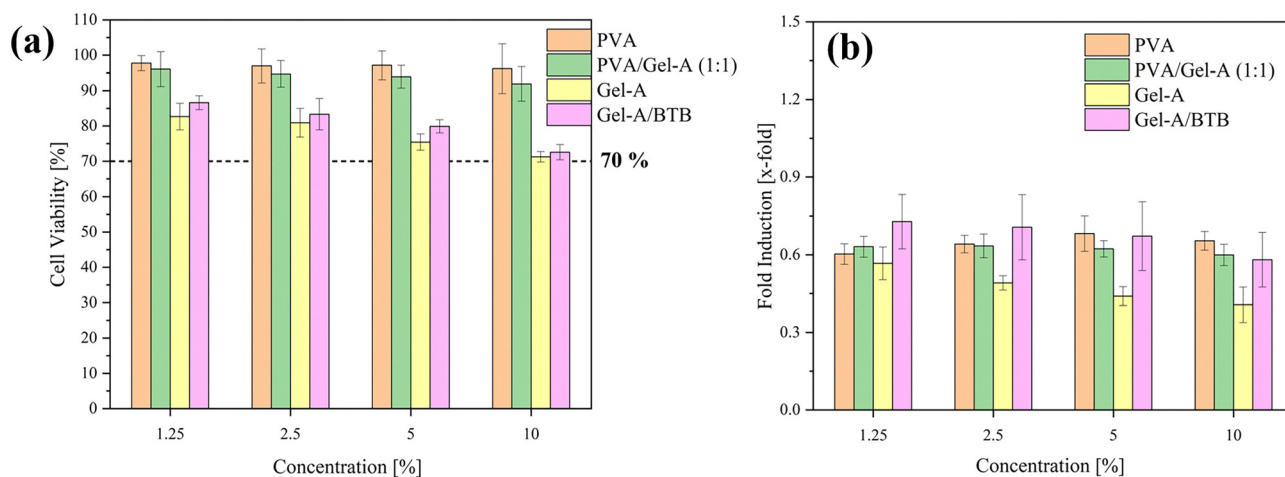 (a)
110
100
90
80
70
60
50
40
30
20
10
0
Cell Viability [%]
1.25
2.5
5
10
Concentration [%]
PVA
PVA/Gel-A (1:1)
Gel-A
Gel-A/BTB
70 %
(b)
1.5
1.2
0.9
0.6
0.3
0.0
Fold Induction [x-fold]
1.25
2.5
5
10
Concentration [%]
PVA
PVA/Gel-A (1:1)
Gel-A
Gel-A/BTB